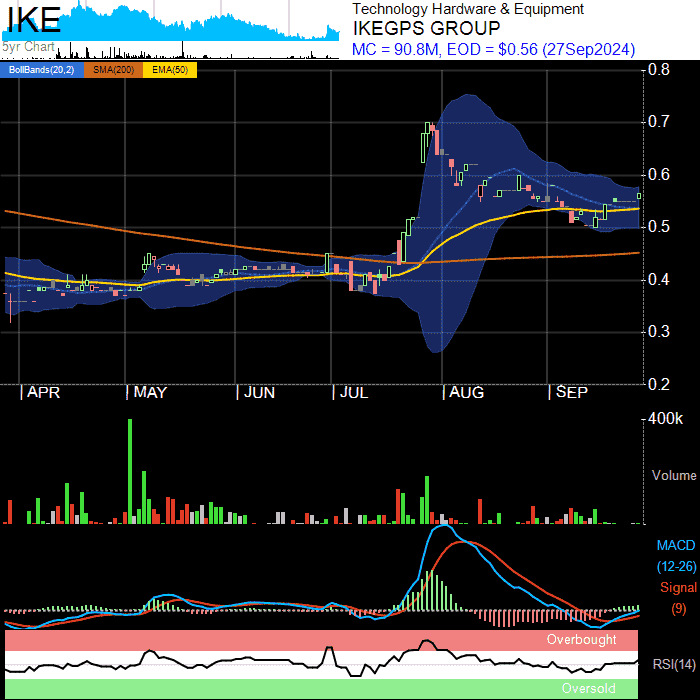 IKE
5yr Chart
Technology Hardware & Equipment
IKEGPS GROUP
MC = 90.8M, EOD = $0.56 (27Sep2024)
BollBands(20,2) SMA(200) EMA(50)
0.8
0.7
0.6
0.5
0.4
0.3
0.2
APR MAY JUN JUL AUG SEP
400k
Volume
MACD
(12-26)
Signal
(9)
Overbought
RSI(14)
Oversold